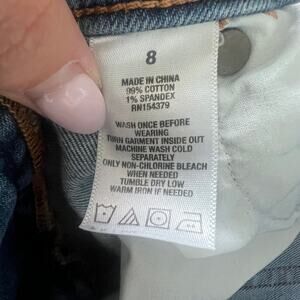 8
MADE IN CHINA
99% COTTON
1% SPANDEX
RN154379
WASH ONCE BEFORE
WEARING
TURN GARMENT INSIDE OUT
MACHINE WASH COLD
SEPARATELY
ONLY NON-CHLORINE BLEACH
WHEN NEEDED
TUMBLE DRY LOW
WARM IRON IF NEEDED